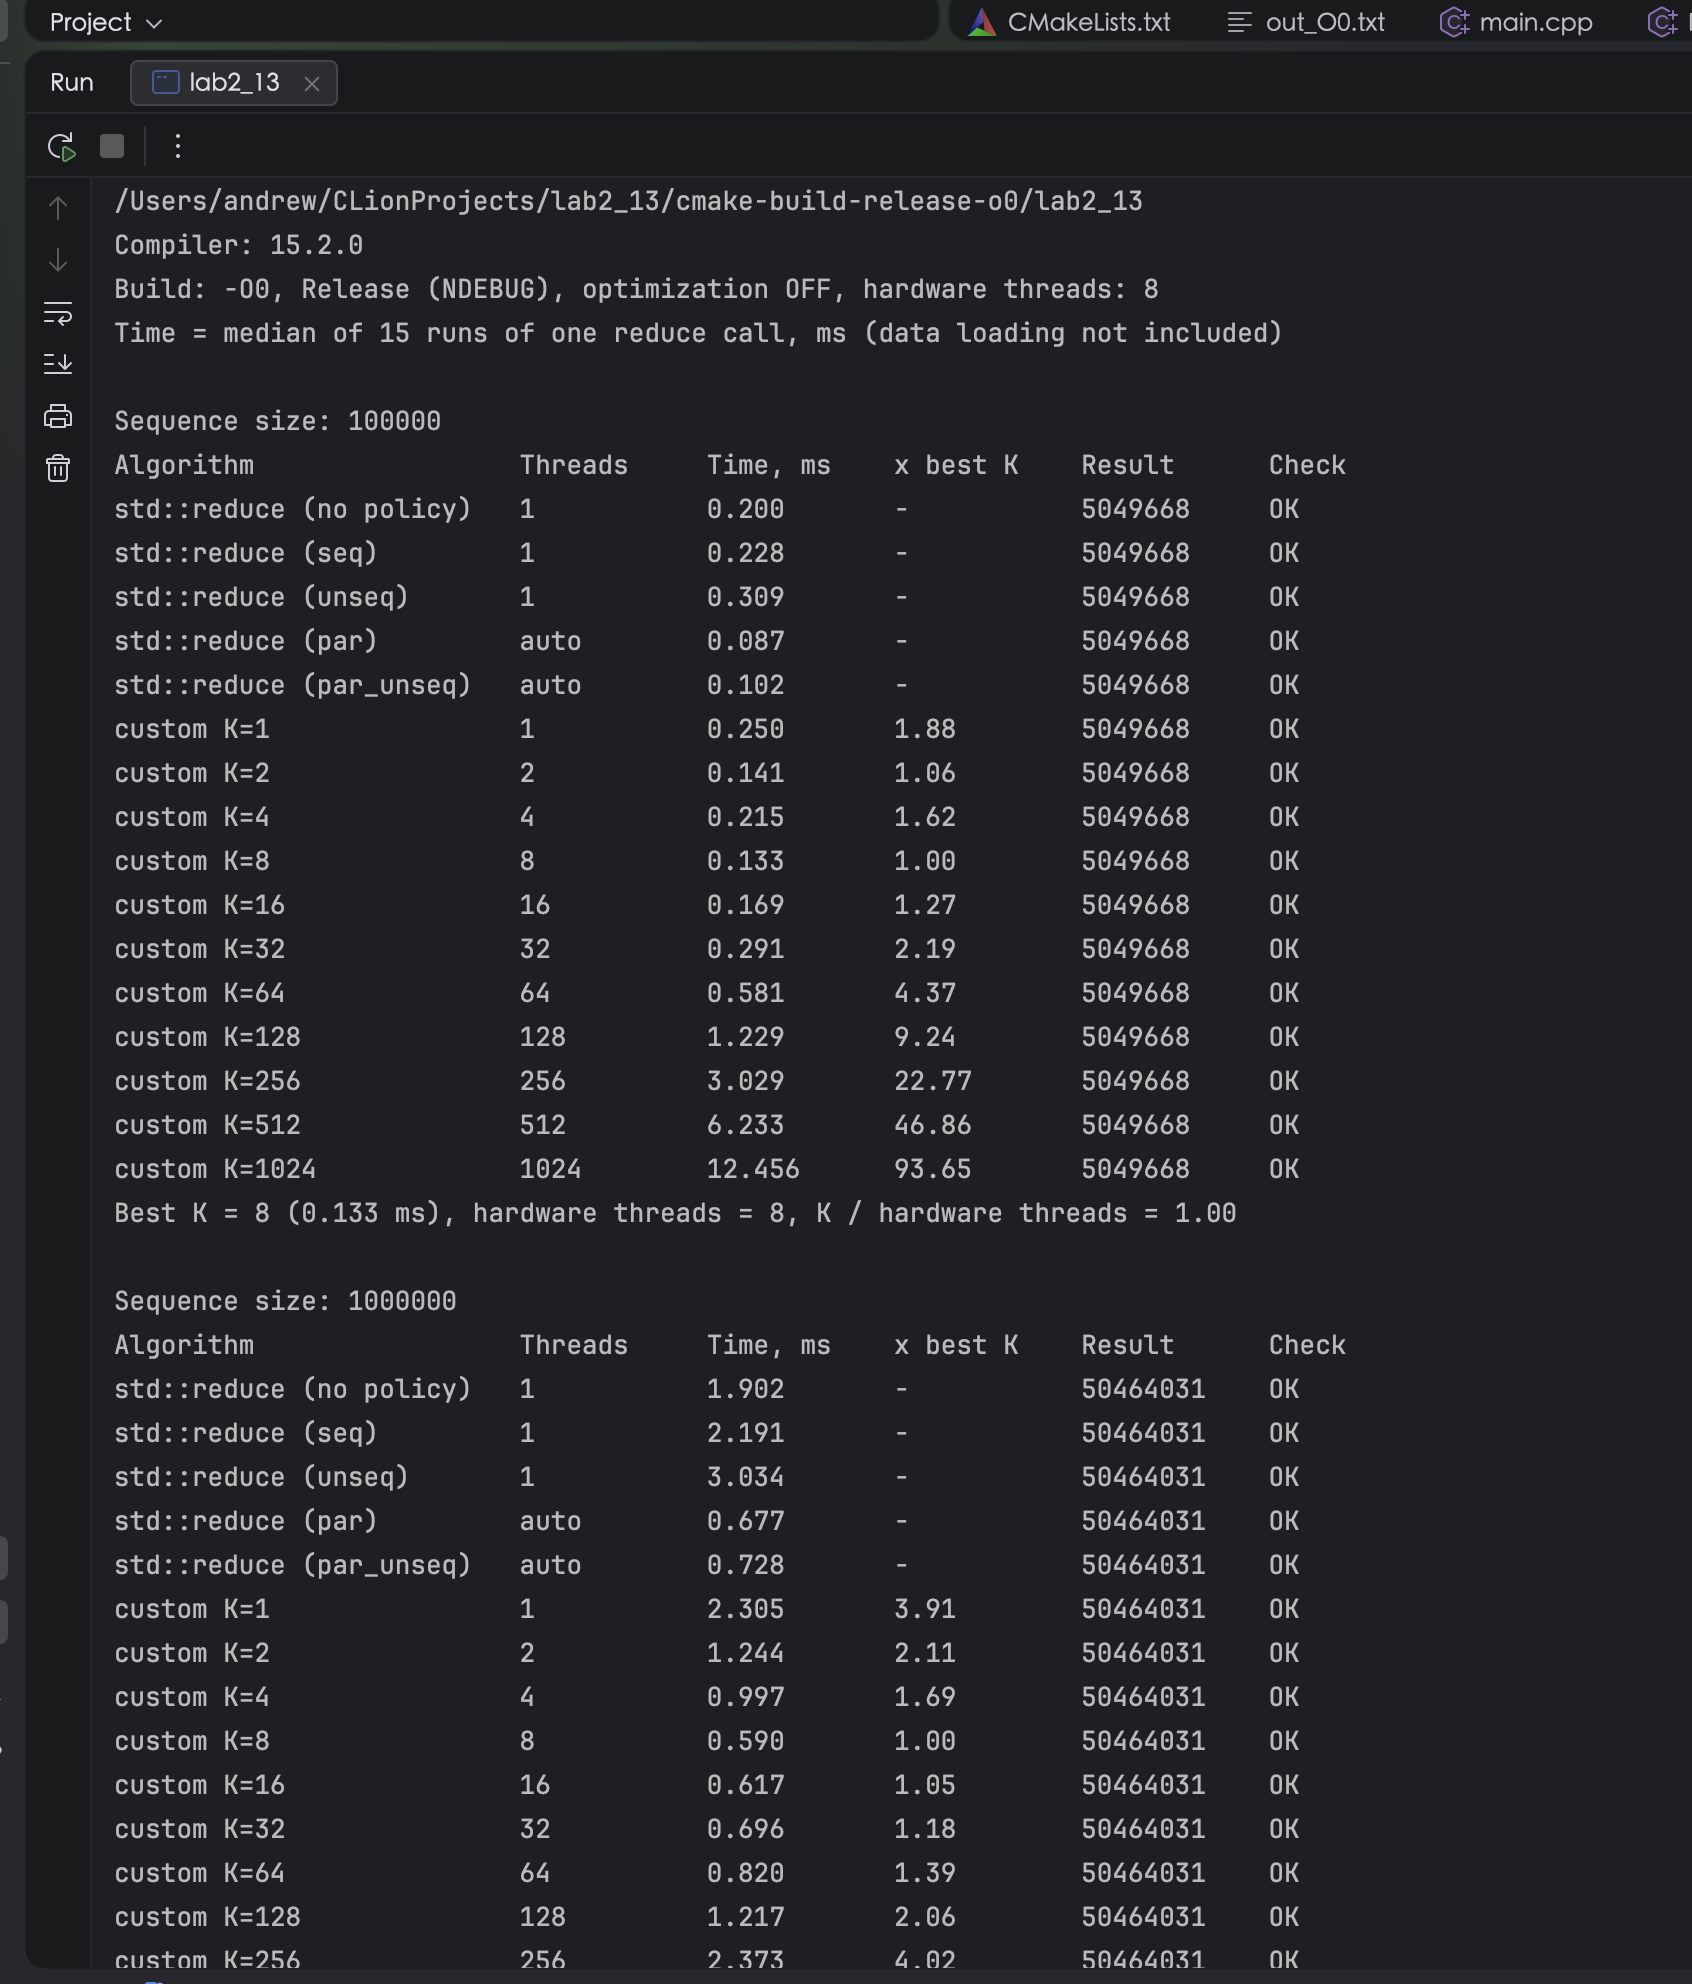 Project
CMakeLists.txt out_O0.txt main.cpp
Run lab2_13
/Users/andrew/CLionProjects/lab2_13/cmake-build-release-o0/lab2_13
Compiler: 15.2.0
Build: -O0, Release (NDEBUG), optimization OFF, hardware threads: 8
Time = median of 15 runs of one reduce call, ms (data loading not included)
Sequence size: 100000
Algorithm Threads Time, ms x best K Result Check
std::reduce (no policy) 1 0.200 - 5049668 OK
std::reduce (seq) 1 0.228 - 5049668 OK
std::reduce (unseq) 1 0.309 - 5049668 OK
std::reduce (par) auto 0.087 - 5049668 OK
std::reduce (par_unseq) auto 0.102 - 5049668 OK
custom K=1 1 0.250 1.88 5049668 OK
custom K=2 2 0.141 1.06 5049668 OK
custom K=4 4 0.215 1.62 5049668 OK
custom K=8 8 0.133 1.00 5049668 OK
custom K=16 16 0.169 1.27 5049668 OK
custom K=32 32 0.291 2.19 5049668 OK
custom K=64 64 0.581 4.37 5049668 OK
custom K=128 128 1.229 9.24 5049668 OK
custom K=256 256 3.029 22.77 5049668 OK
custom K=512 512 6.233 46.86 5049668 OK
custom K=1024 1024 12.456 93.65 5049668 OK
Best K = 8 (0.133 ms), hardware threads = 8, K / hardware threads = 1.00
Sequence size: 1000000
Algorithm Threads Time, ms x best K Result Check
std::reduce (no policy) 1 1.902 - 50464031 OK
std::reduce (seq) 1 2.191 - 50464031 OK
std::reduce (unseq) 1 3.034 - 50464031 OK
std::reduce (par) auto 0.677 - 50464031 OK
std::reduce (par_unseq) auto 0.728 - 50464031 OK
custom K=1 1 2.305 3.91 50464031 OK
custom K=2 2 1.244 2.11 50464031 OK
custom K=4 4 0.997 1.69 50464031 OK
custom K=8 8 0.590 1.00 50464031 OK
custom K=16 16 0.617 1.05 50464031 OK
custom K=32 32 0.696 1.18 50464031 OK
custom K=64 64 0.820 1.39 50464031 OK
custom K=128 128 1.217 2.06 50464031 OK
custom K=256 256 2.373 4.02 50464031 OK